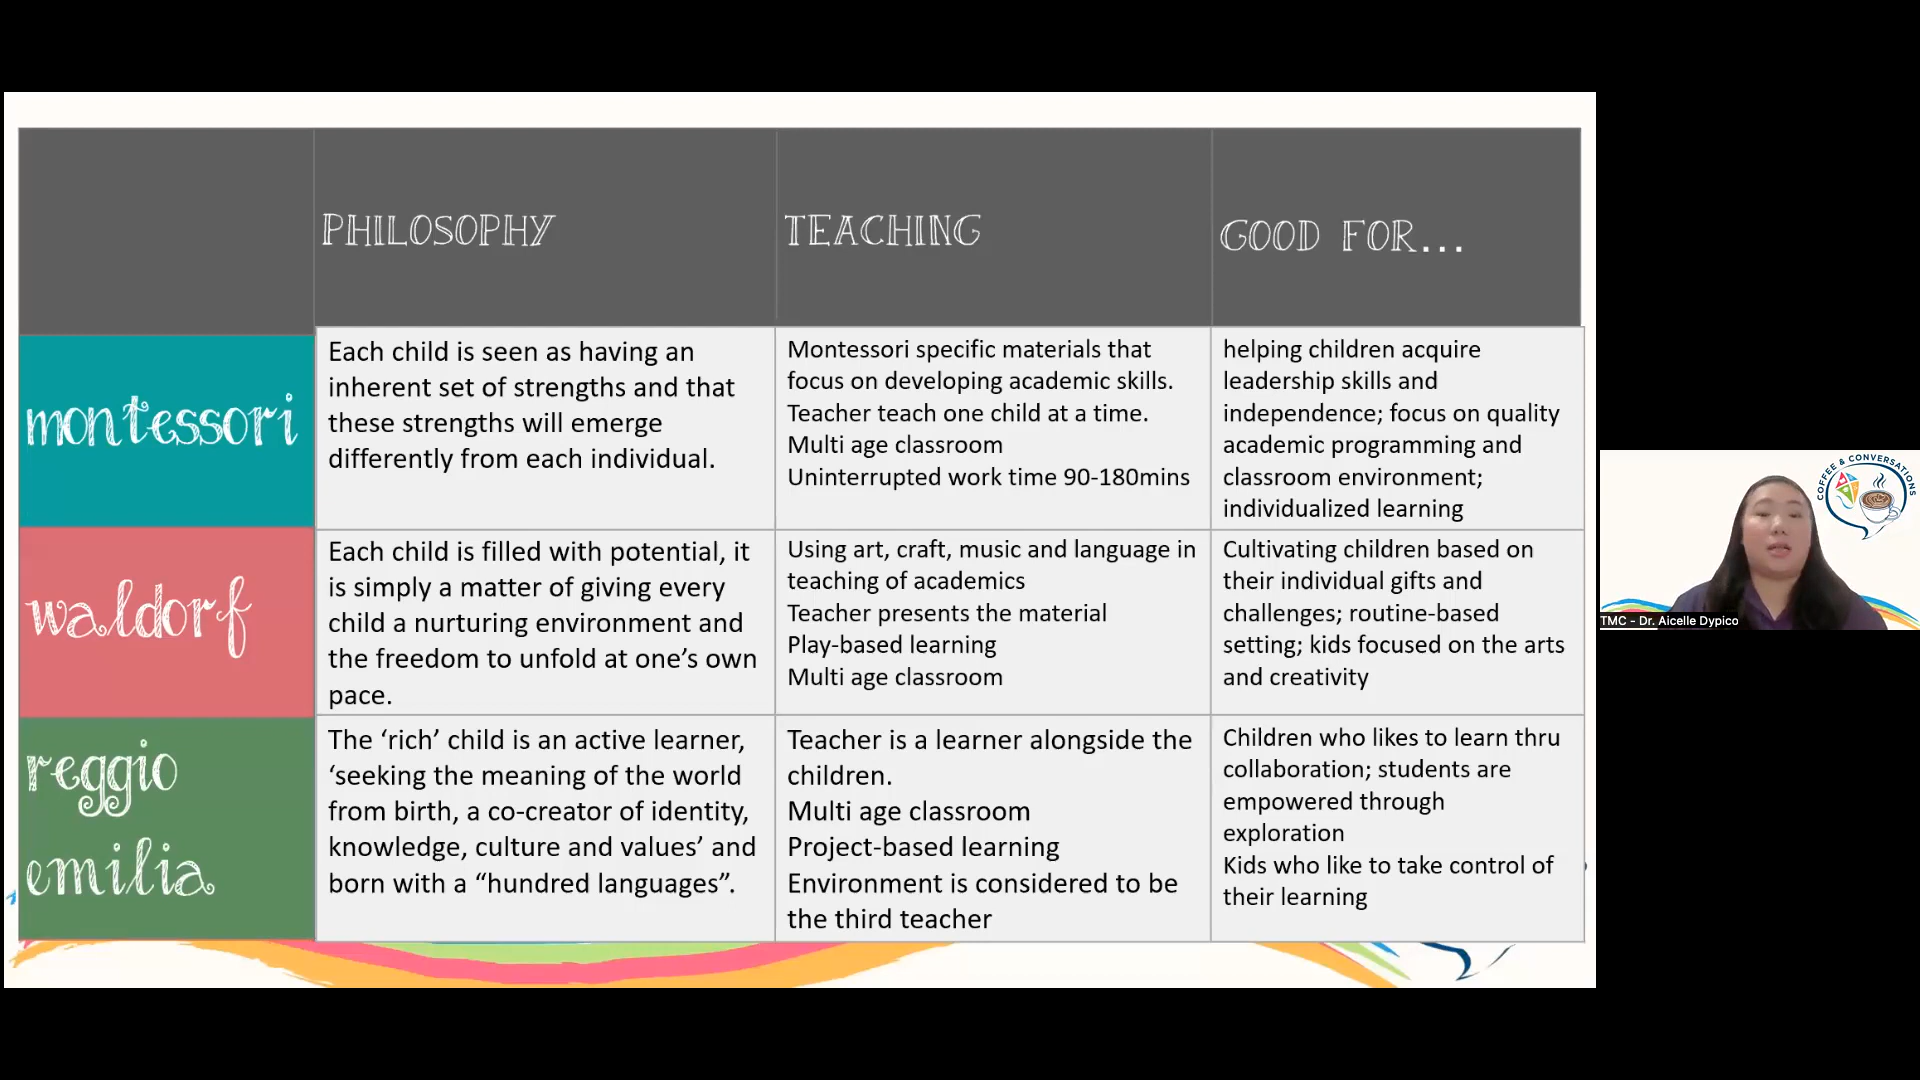 PHILOSOPHY
TEACHING
GOOD FOR...
montessori
Each child is seen as having an
inherent set of strengths and that
these strengths will emerge
differently from each individual.
Montessori specific materials that
focus on developing academic skills.
Teacher teach one child at a time.
Multi age classroom
Uninterrupted work time 90-180mins
helping children acquire
leadership skills and
independence; focus on quality
academic programming and
classroom environment;
individualized learning
waldorf
Each child is filled with potential, it
is simply a matter of giving every
child a nurturing environment and
the freedom to unfold at one’s own
pace.
Using art, craft, music and language in
teaching of academics
Teacher presents the material
Play-based learning
Multi age classroom
Cultivating children based on
their individual gifts and
challenges; routine-based
setting; kids focused on the arts
and creativity
reggio
emilia
The ‘rich’ child is an active learner,
‘seeking the meaning of the world
from birth, a co-creator of identity,
knowledge, culture and values’ and
born with a “hundred languages”.
Teacher is a learner alongside the
children.
Multi age classroom
Project-based learning
Environment is considered to be
the third teacher
Children who likes to learn thru
collaboration; students are
empowered through
exploration
Kids who like to take control of
their learning
COFFEE & CONVERSATIONS
TMC - Dr. Aicelle Dypico